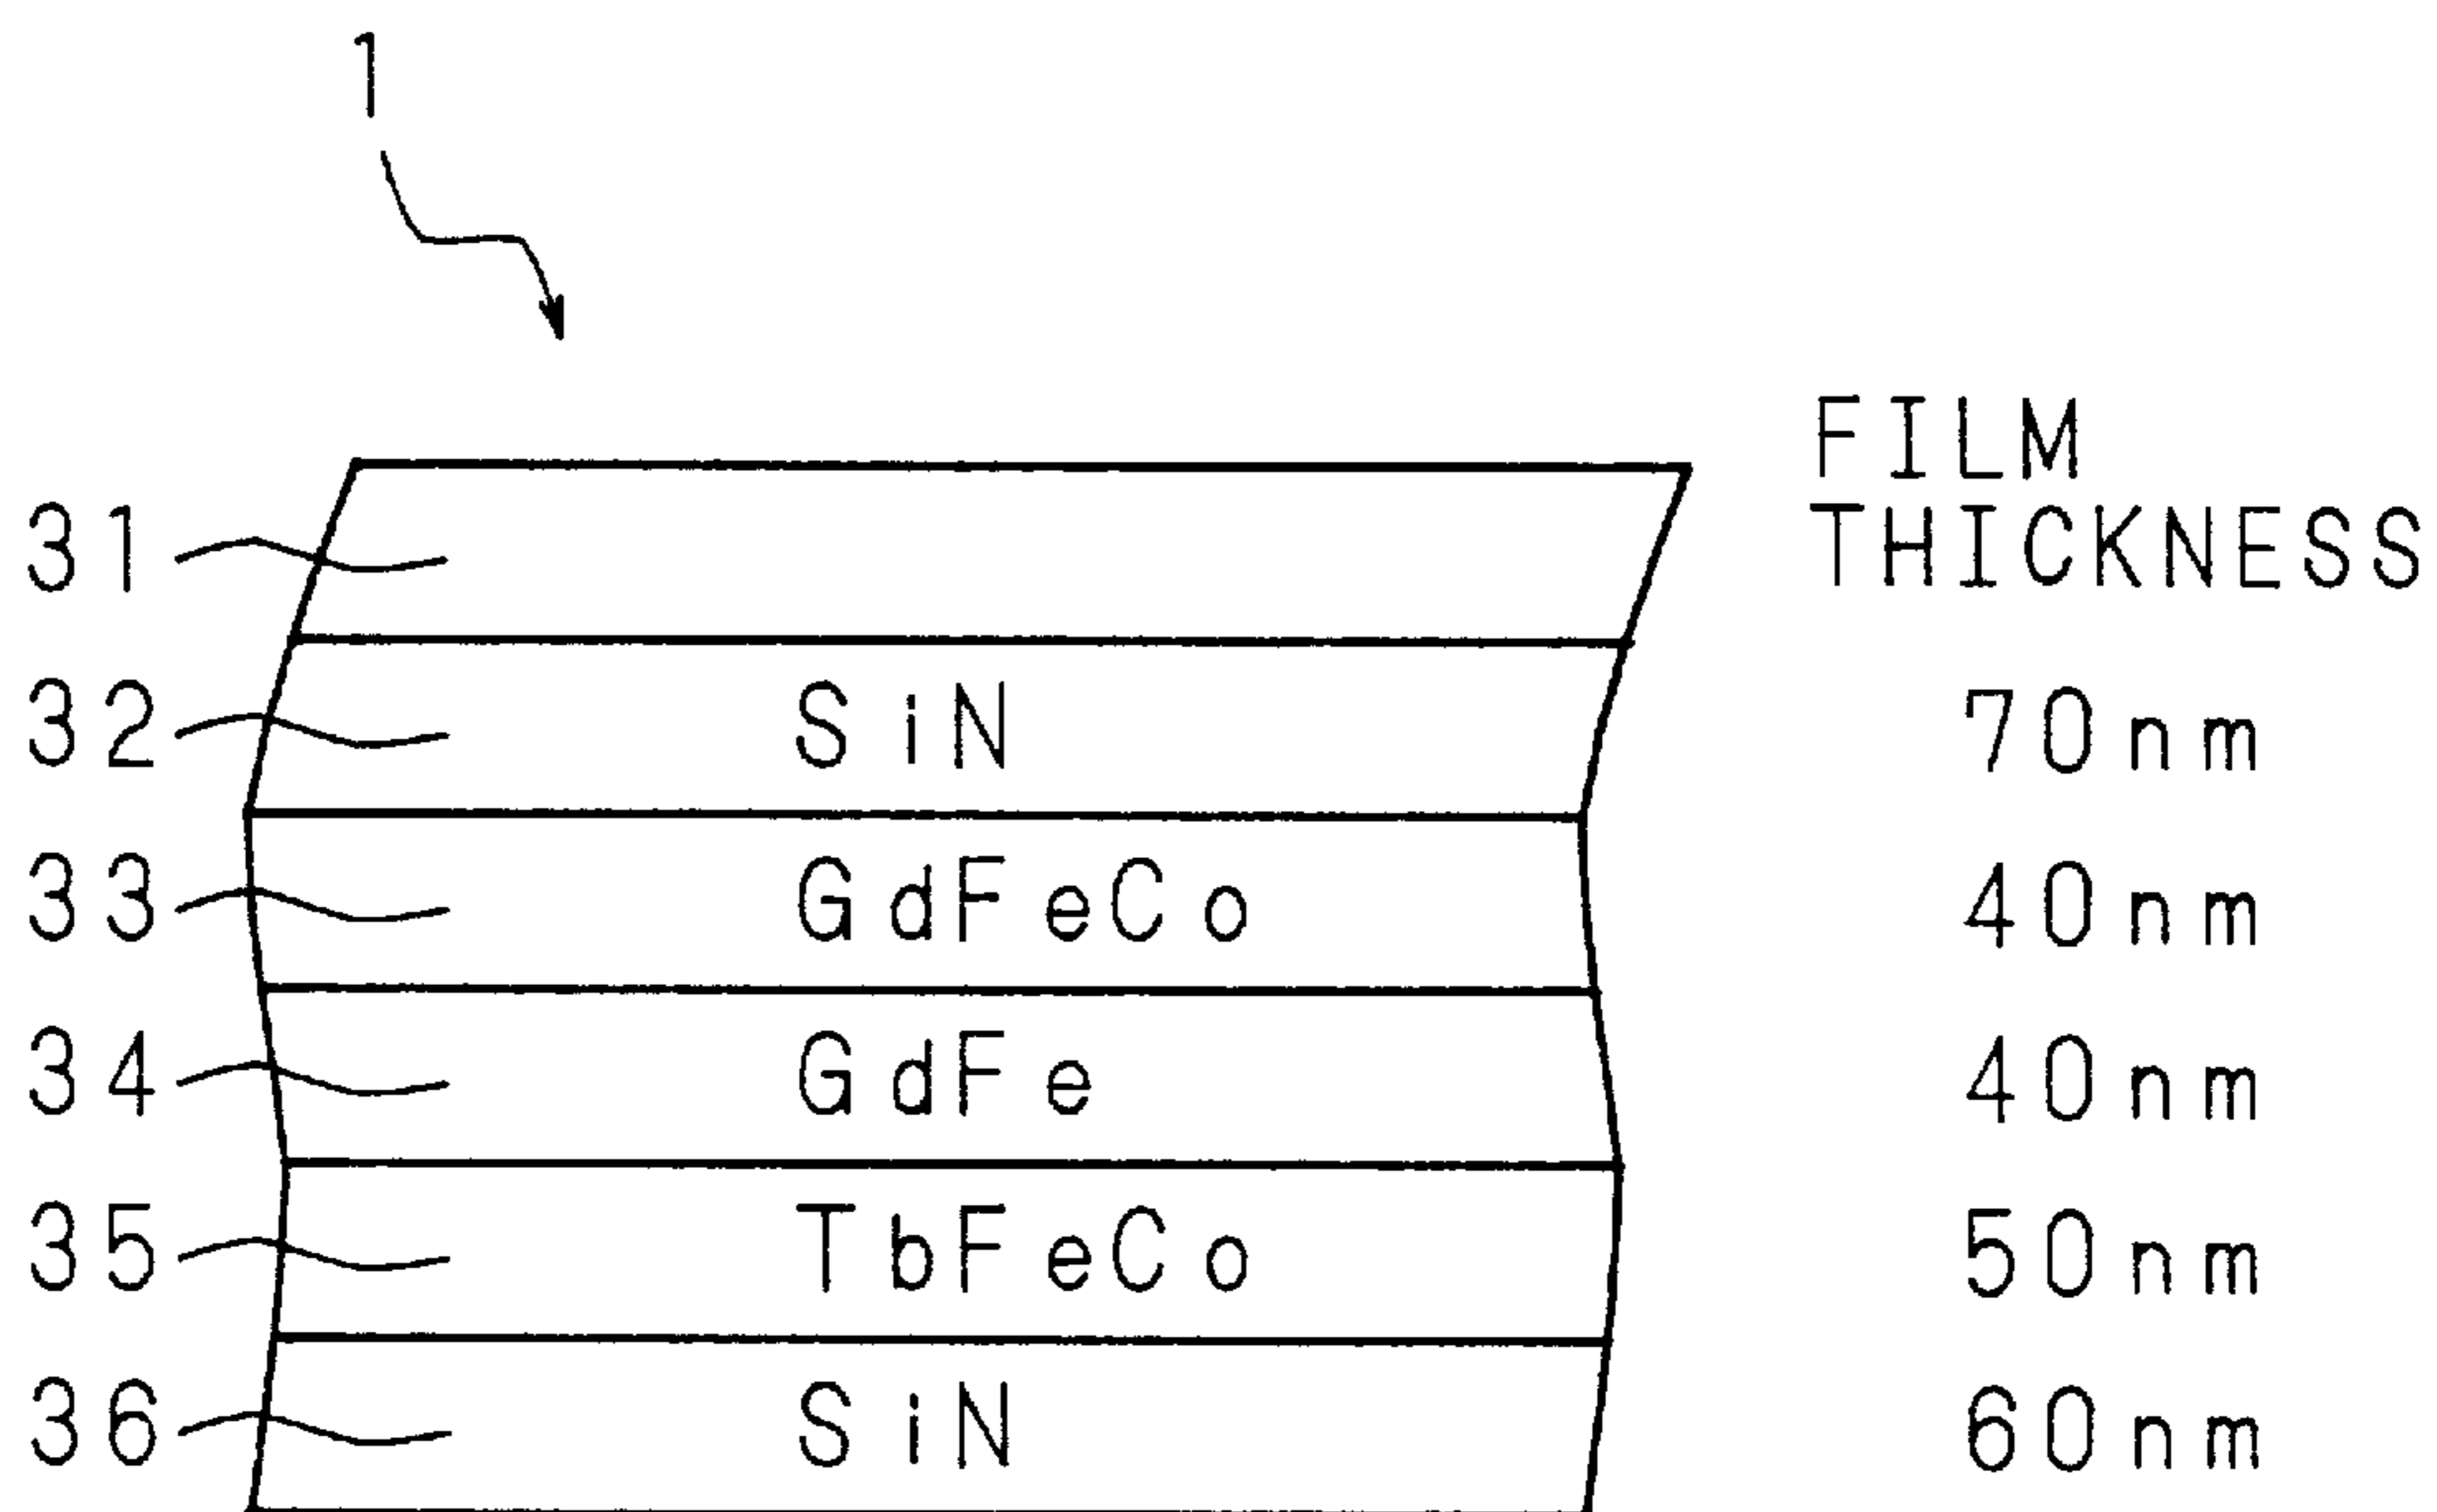 1
FILM
THICKNESS
31
32 SiN 70nm
33 GdFeCo 40nm
34 GdFe 40nm
35 TbFeCo 50nm
36 SiN 60nm